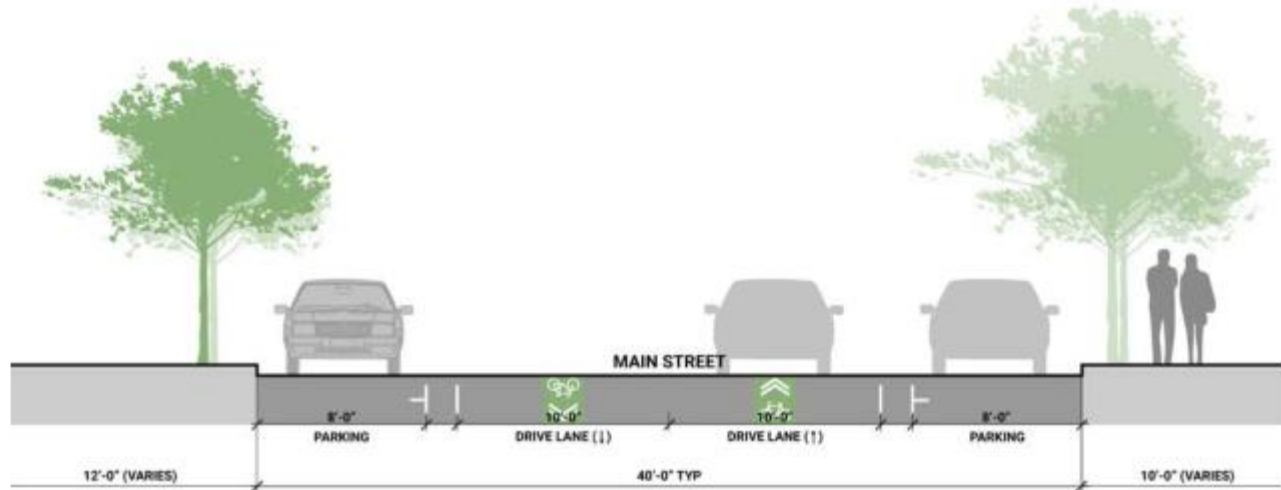 MAIN STREET
8'-0" 10'-0" 10'-0" 8'-0"
PARKING DRIVE LANE (↓) DRIVE LANE (↑) PARKING
12'-0" (VARIES) 40'-0" TYP 10'-0" (VARIES)